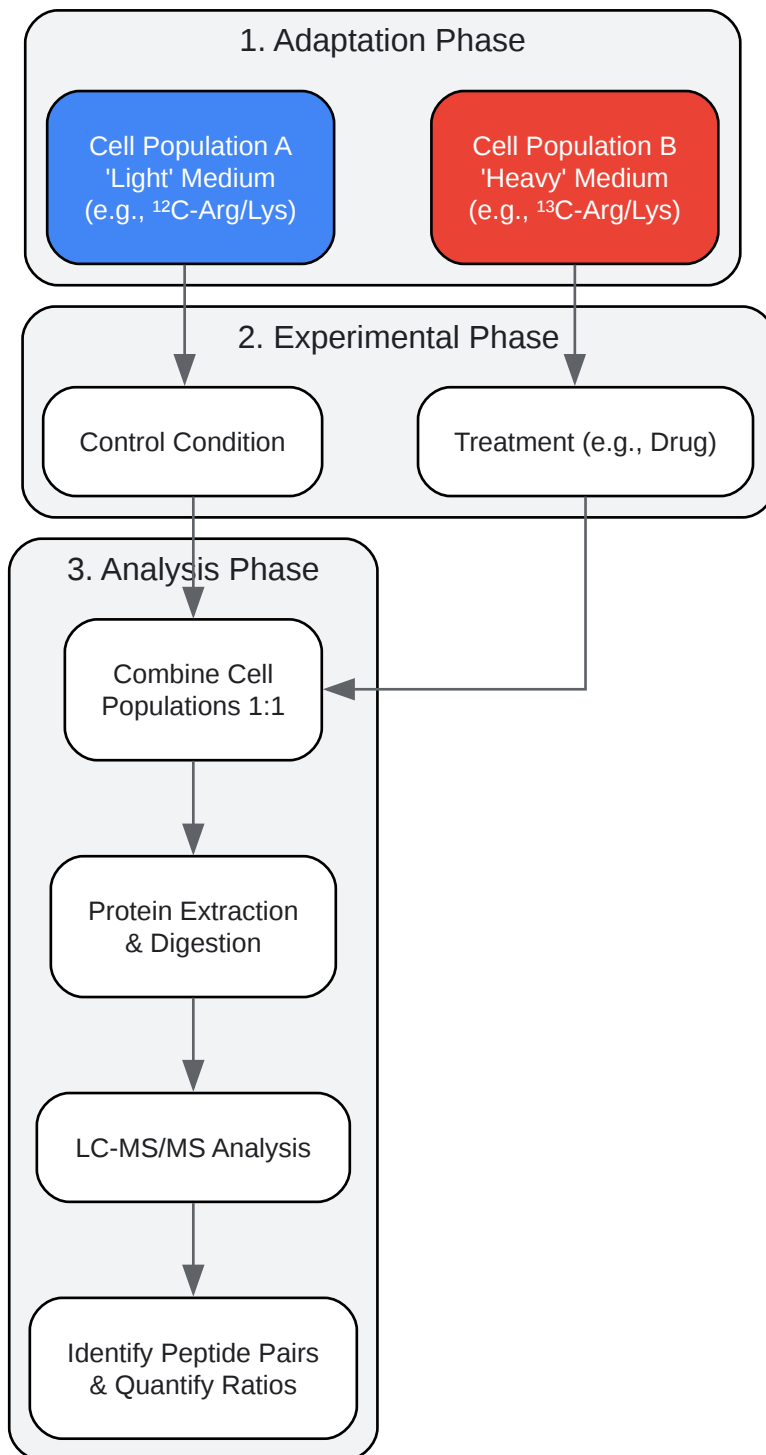 1. Adaptation Phase
Cell Population A
'Light' Medium
(e.g., ¹²C-Arg/Lys)
Cell Population B
'Heavy' Medium
(e.g., ¹³C-Arg/Lys)
2. Experimental Phase
Control Condition
Treatment (e.g., Drug)
3. Analysis Phase
Combine Cell
Populations 1:1
Protein Extraction
& Digestion
LC-MS/MS Analysis
Identify Peptide Pairs
& Quantify Ratios